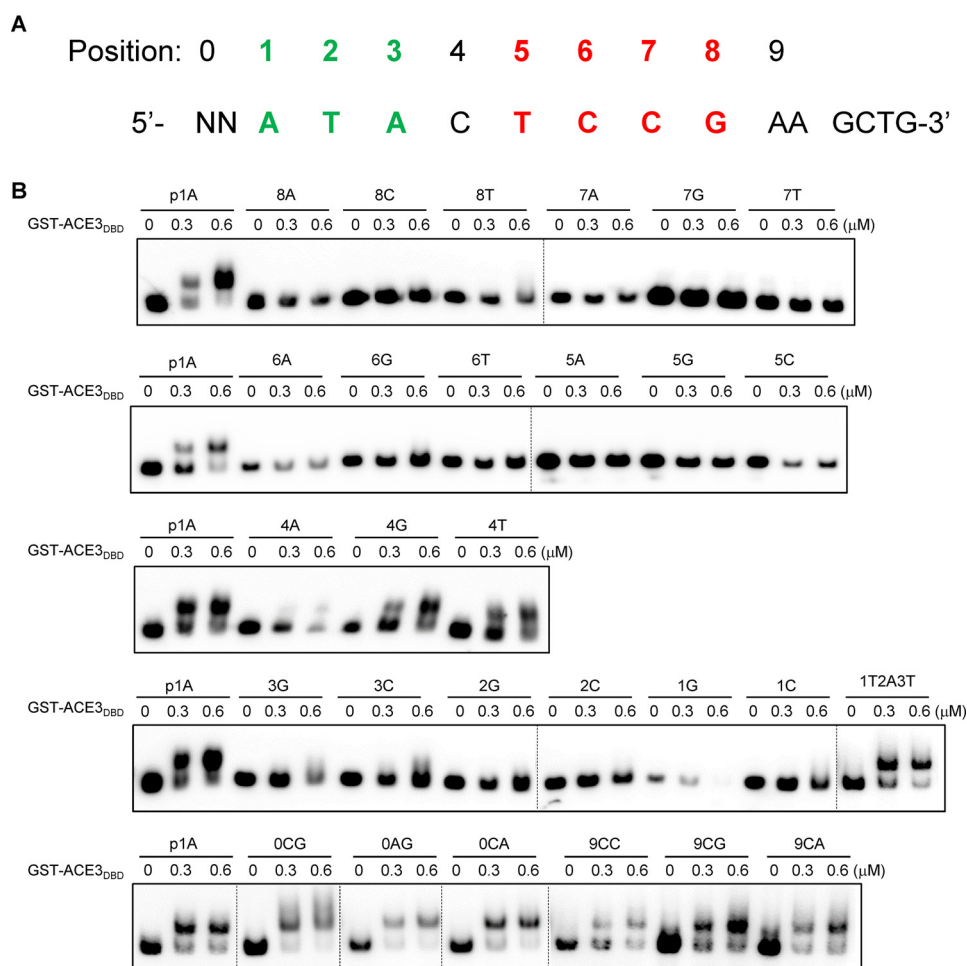 A
Position: 0 1 2 3 4 5 6 7 8 9
5’- NN A T A C T C C G AA GCTG-3’
B
p1A 8A 8C 8T 7A 7G 7T
GST-ACE3DBD 0 0.3 0.6 0 0.3 0.6 0 0.3 0.6 0 0.3 0.6 0 0.3 0.6 0 0.3 0.6 0 0.3 0.6 (μM)
p1A 6A 6G 6T 5A 5G 5C
GST-ACE3DBD 0 0.3 0.6 0 0.3 0.6 0 0.3 0.6 0 0.3 0.6 0 0.3 0.6 0 0.3 0.6 0 0.3 0.6 (μM)
p1A 4A 4G 4T
GST-ACE3DBD 0 0.3 0.6 0 0.3 0.6 0 0.3 0.6 0 0.3 0.6 (μM)
p1A 3G 3C 2G 2C 1G 1C 1T2A3T
GST-ACE3DBD 0 0.3 0.6 0 0.3 0.6 0 0.3 0.6 0 0.3 0.6 0 0.3 0.6 0 0.3 0.6 0 0.3 0.6 0 0.3 0.6 (μM)
p1A 0CG 0AG 0CA 9CC 9CG 9CA
GST-ACE3DBD 0 0.3 0.6 0 0.3 0.6 0 0.3 0.6 0 0.3 0.6 0 0.3 0.6 0 0.3 0.6 0 0.3 0.6 (μM)